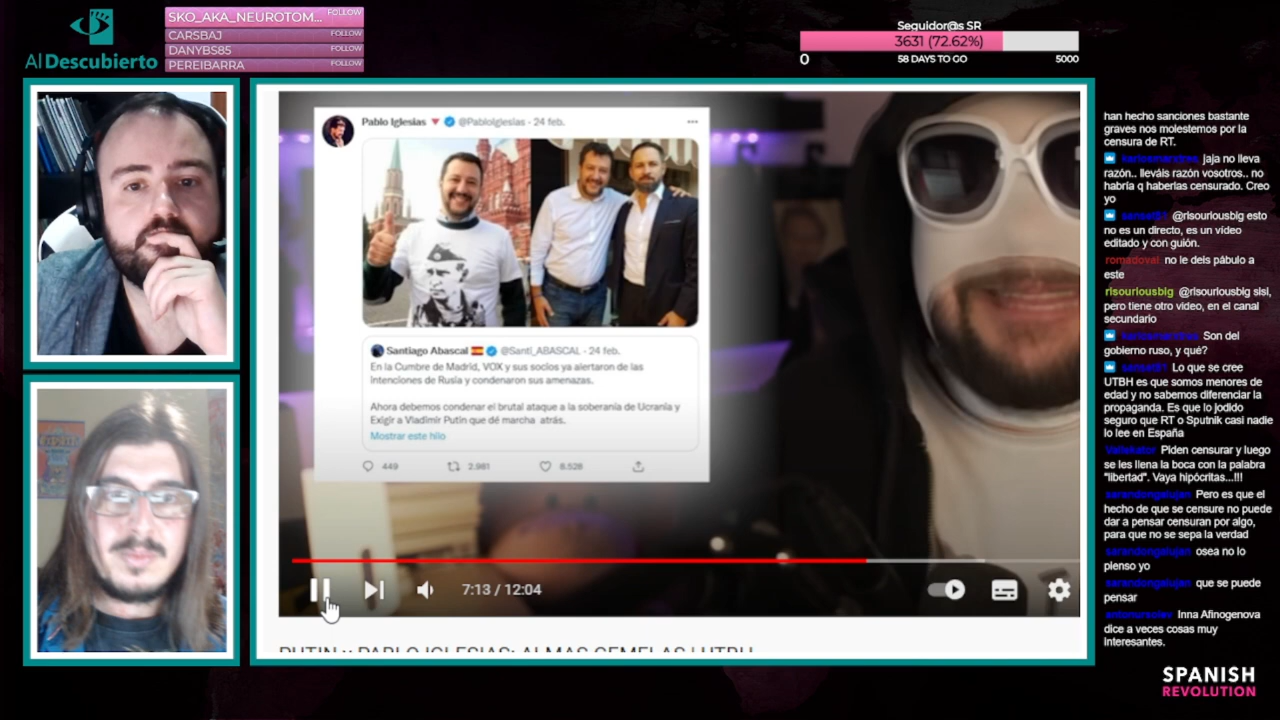 Al Descubierto
SKO_AKA_NEUROTOM... FOLLOW
CARSBAJ FOLLOW
DANYBS85 FOLLOW
PEREIBARRA FOLLOW
Seguidor@s SR
3631 (72.62%)
0 58 DAYS TO GO 5000
Pablo Iglesias @PabloIglesias - 24 feb.
Santiago Abascal @Santi_ABASCAL - 24 feb.
En la Cumbre de Madrid, VOX y sus socios ya alertaron de las
intenciones de Rusia y condenaron sus amenazas.
Ahora debemos condenar el brutal ataque a la soberanía de Ucrania y
Exigir a Vladimir Putin que dé marcha atrás.
Mostrar este hilo
449 2.981 8.528
7:13 / 12:04
PUTIN y PABLO IGLESIAS: ALMAS GEMELAS | UTBH
han hecho sanciones bastante
graves nos molestemos por la
censura de RT.
jaja no lleva
razón.. lleváis razón vosotros.. no
habría q haberlas censurado. Creo
yo
@risouriousbig esto
no es un directo, es un vídeo
editado y con guión.
romadoval no le deis pábulo a
este
risouriousbig @risouriousbig sisi,
pero tiene otro video, en el canal
secundario
Son del
gobierno ruso, y qué?
Lo que se cree
UTBH es que somos menores de
edad y no sabemos diferenciar la
propaganda. Es que lo jodido
seguro que RT o Sputnik casi nadie
lo lee en España
Piden censurar y luego
se les llena la boca con la palabra
"libertad". Vaya hipócritas...!!!
sarandongalujan Pero es que el
hecho de que se censure no puede
dar a pensar censuran por algo,
para que no se sepa la verdad
sarandongalujan osea no lo
pienso yo
sarandongalujan que se puede
pensar
Inna Afinogenova
dice a veces cosas muy
interesantes.
SPANISH
REVOLUTION